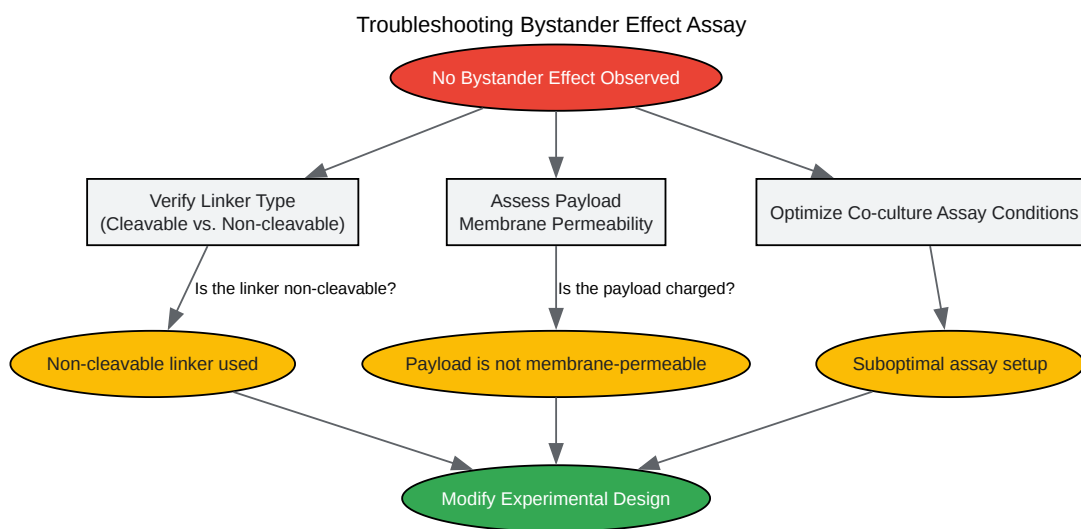 Troubleshooting Bystander Effect Assay
No Bystander Effect Observed
Verify Linker Type
(Cleavable vs. Non-cleavable)
Assess Payload
Membrane Permeability
Optimize Co-culture Assay Conditions
Is the linker non-cleavable?
Is the payload charged?
Non-cleavable linker used
Payload is not membrane-permeable
Suboptimal assay setup
Modify Experimental Design